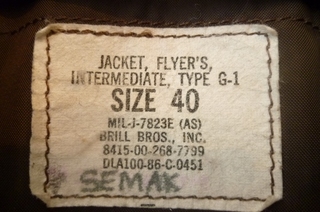 JACKET, FLYER'S,
INTERMEDIATE, TYPE G-1
SIZE 40
MIL-J-7823E (AS)
BRILL BROS., INC.
8415-00-268-7799
DLA100-86-C-0451
SEMAK